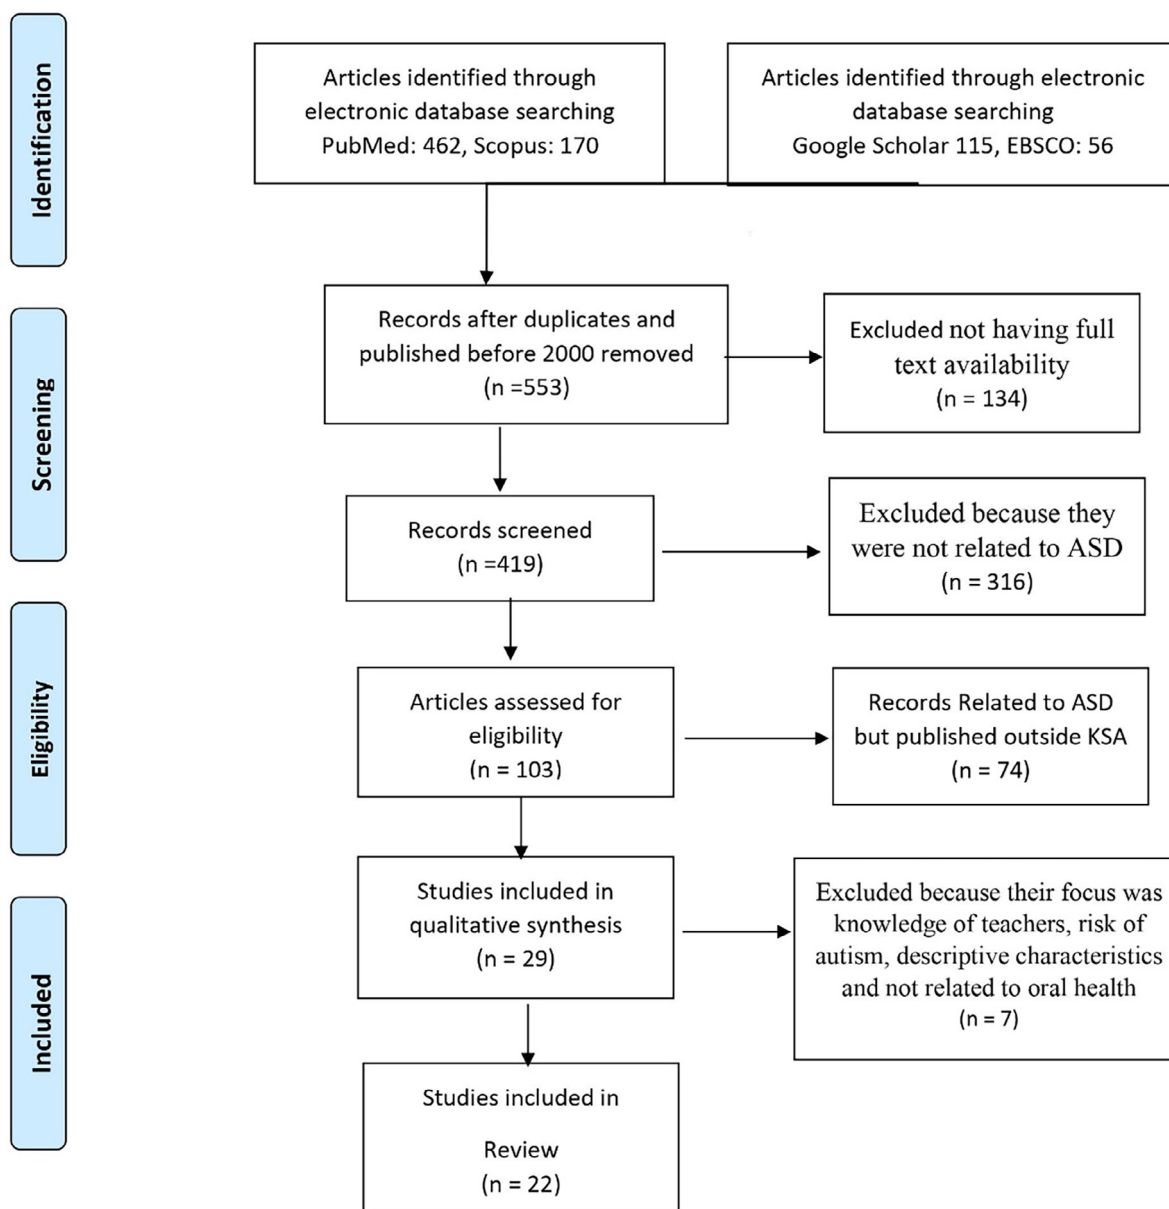 Identification
Articles identified through
electronic database searching
PubMed: 462, Scopus: 170
Articles identified through electronic
database searching
Google Scholar 115, EBSCO: 56
Screening
Records after duplicates and
published before 2000 removed
(n =553)
Excluded not having full
text availability
(n = 134)
Records screened
(n =419)
Excluded because they
were not related to ASD
(n = 316)
Eligibility
Articles assessed for
eligibility
(n = 103)
Records Related to ASD
but published outside KSA
(n = 74)
Included
Studies included in
qualitative synthesis
(n = 29)
Excluded because their focus was
knowledge of teachers, risk of
autism, descriptive characteristics
and not related to oral health
(n = 7)
Studies included in
Review
(n = 22)